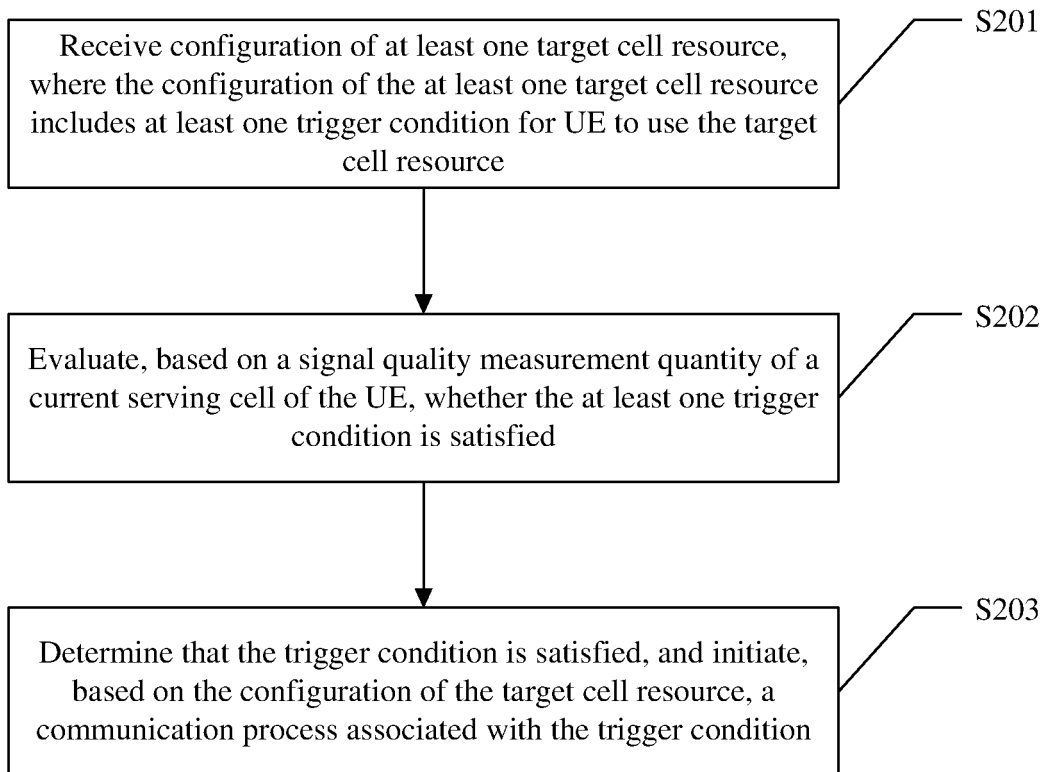 S201
Receive configuration of at least one target cell resource,
where the configuration of the at least one target cell resource
includes at least one trigger condition for UE to use the target
cell resource
S202
Evaluate, based on a signal quality measurement quantity of a
current serving cell of the UE, whether the at least one trigger
condition is satisfied
S203
Determine that the trigger condition is satisfied, and initiate,
based on the configuration of the target cell resource, a
communication process associated with the trigger condition